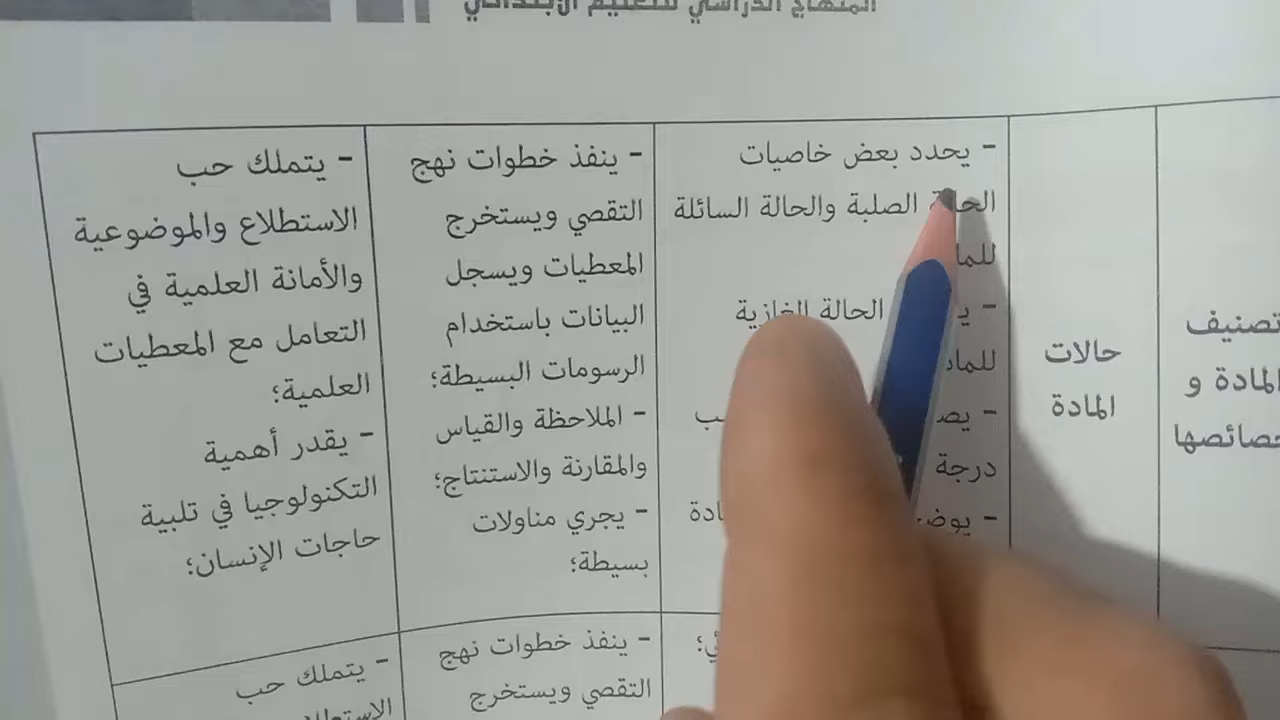 المنهاج الدراسي للتعليم الابتدائي
تصنيف
المادة و
خصائصها
حالات
المادة
- يحدد بعض خاصيات
الحالة الصلبة والحالة السائلة
الحالة الغازية
درجة
- ينفذ خطوات نهج
التقصي ويستخرج
المعطيات ويسجل
البيانات باستخدام
الرسومات البسيطة؛
- الملاحظة والقياس
والمقارنة والاستنتاج؛
- يجري مناولات
بسيطة؛
- يتملك حب
الاستطلاع والموضوعية
والأمانة العلمية في
التعامل مع المعطيات
العلمية؛
- يقدر أهمية
التكنولوجيا في تلبية
حاجات الإنسان؛
- ينفذ خطوات نهج
التقصي ويستخرج
- يتملك حب